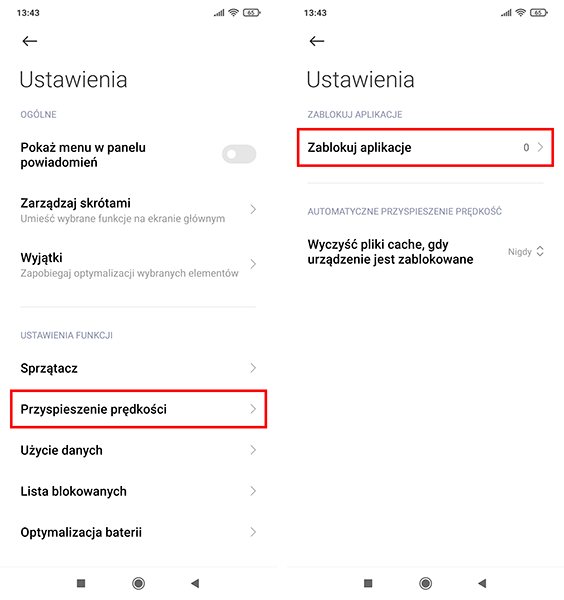 13:43
65
Ustawienia
OGÓLNE
Pokaż menu w panelu
powiadomień
Zarządzaj skrótami
Umieść wybrane funkcje na ekranie głównym
Wyjątki
Zapobiegaj optymalizacji wybranych elementów
USTAWIENIA FUNKCJI
Sprzątacz
Przyspieszenie prędkości
Użycie danych
Lista blokowanych
Optymalizacja baterii
13:43
65
Ustawienia
ZABLOKUJ APLIKACJE
Zablokuj aplikacje 0
AUTOMATYCZNE PRZYSPIESZENIE PRĘDKOŚĆ
Wyczyść pliki cache, gdy
urządzenie jest zablokowane
Nigdy